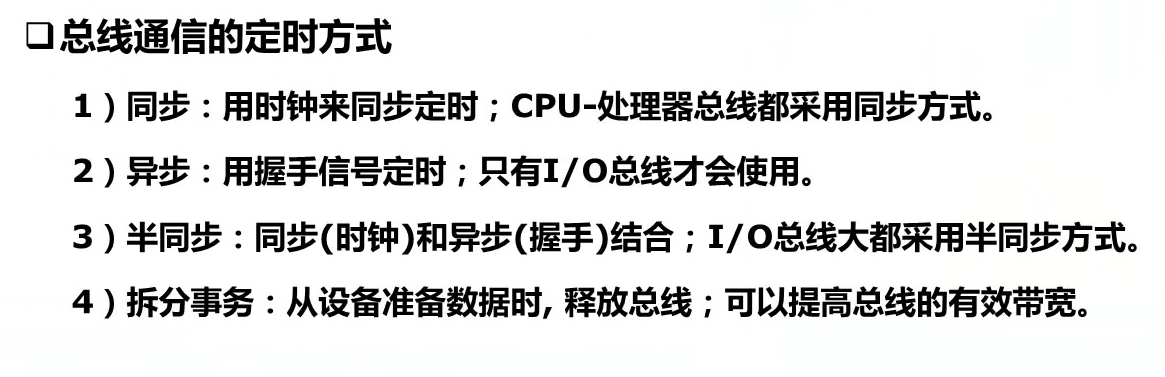 ❑总线通信的定时方式
1）同步：用时钟来同步定时；CPU-处理器总线都采用同步方式。
2）异步：用握手信号定时；只有I/O总线才会使用。
3）半同步：同步(时钟)和异步(握手)结合；I/O总线大都采用半同步方式。
4）拆分事务：从设备准备数据时, 释放总线；可以提高总线的有效带宽。